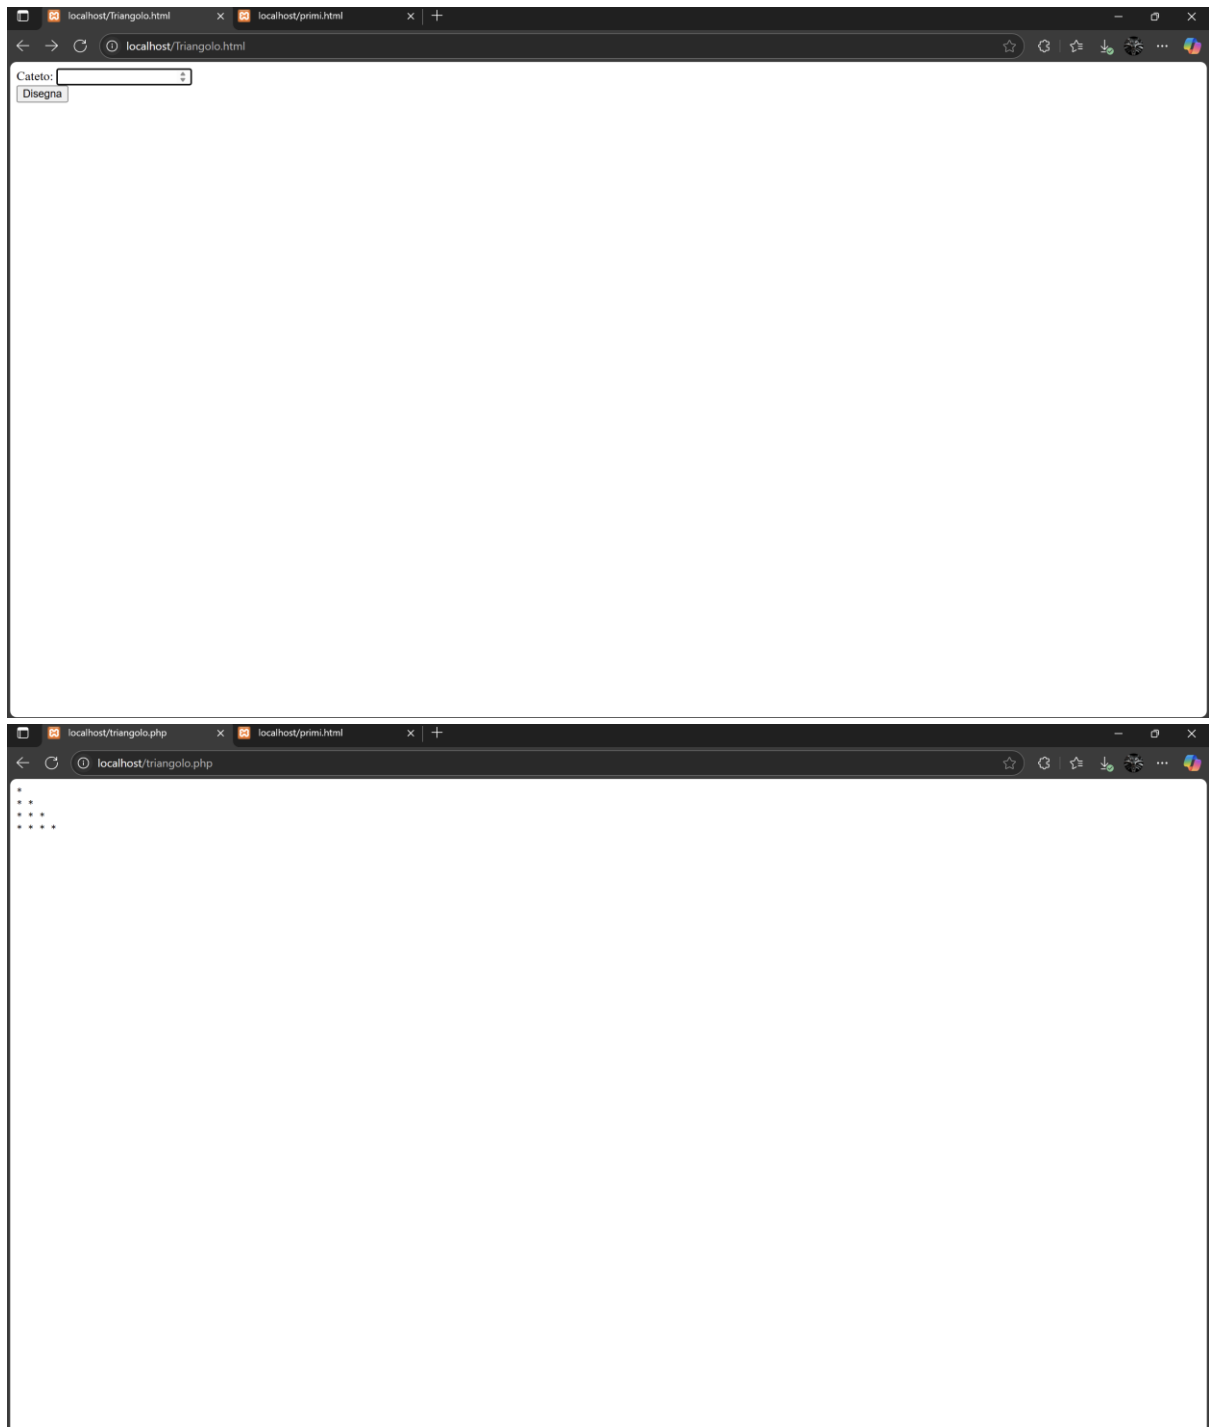 localhost/Triangolo.html localhost/primi.html
localhost/Triangolo.html
Cateto:
Disegna
localhost/triangolo.php localhost/primi.html
localhost/triangolo.php
*
* *
* * *
* * * *